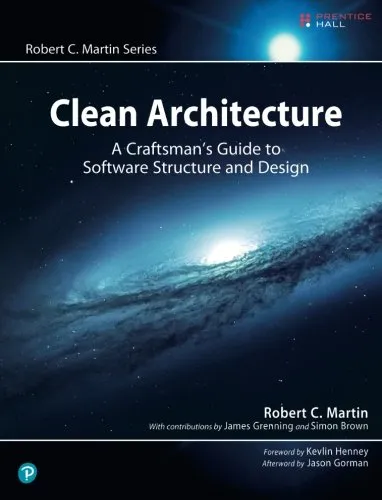 PRENTICE
HALL
Robert C. Martin Series
Clean Architecture
A Craftsman's Guide to
Software Structure and Design
Robert C. Martin
With contributions by James Grenning and Simon Brown
Foreword by Kevlin Henney
Afterword by Jason Gorman
P